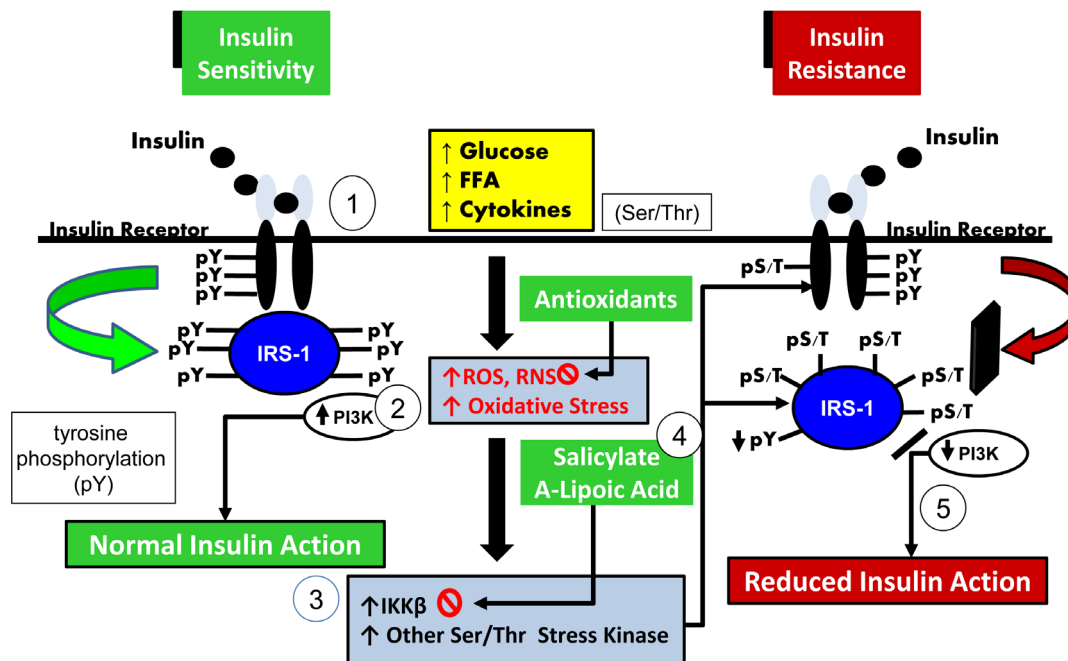 Insulin
Sensitivity
Insulin
Resistance
Insulin
↑ Glucose
↑ FFA
↑ Cytokines
Insulin
1
(Ser/Thr)
Insulin Receptor
Insulin Receptor
pY
pY
pY
pS/T
pY
pY
pY
Antioxidants
pY
pY
pY
IRS-1
pY
pY
pY
↑ROS, RNS
↑ Oxidative Stress
pS/T
pS/T
pS/T
pS/T
IRS-1
pS/T
↓ pY
↑ PI3K
2
4
↓ PI3K
tyrosine
phosphorylation
(pY)
Salicylate
A-Lipoic Acid
5
Normal Insulin Action
Reduced Insulin Action
3
↑IKKβ
↑ Other Ser/Thr Stress Kinase